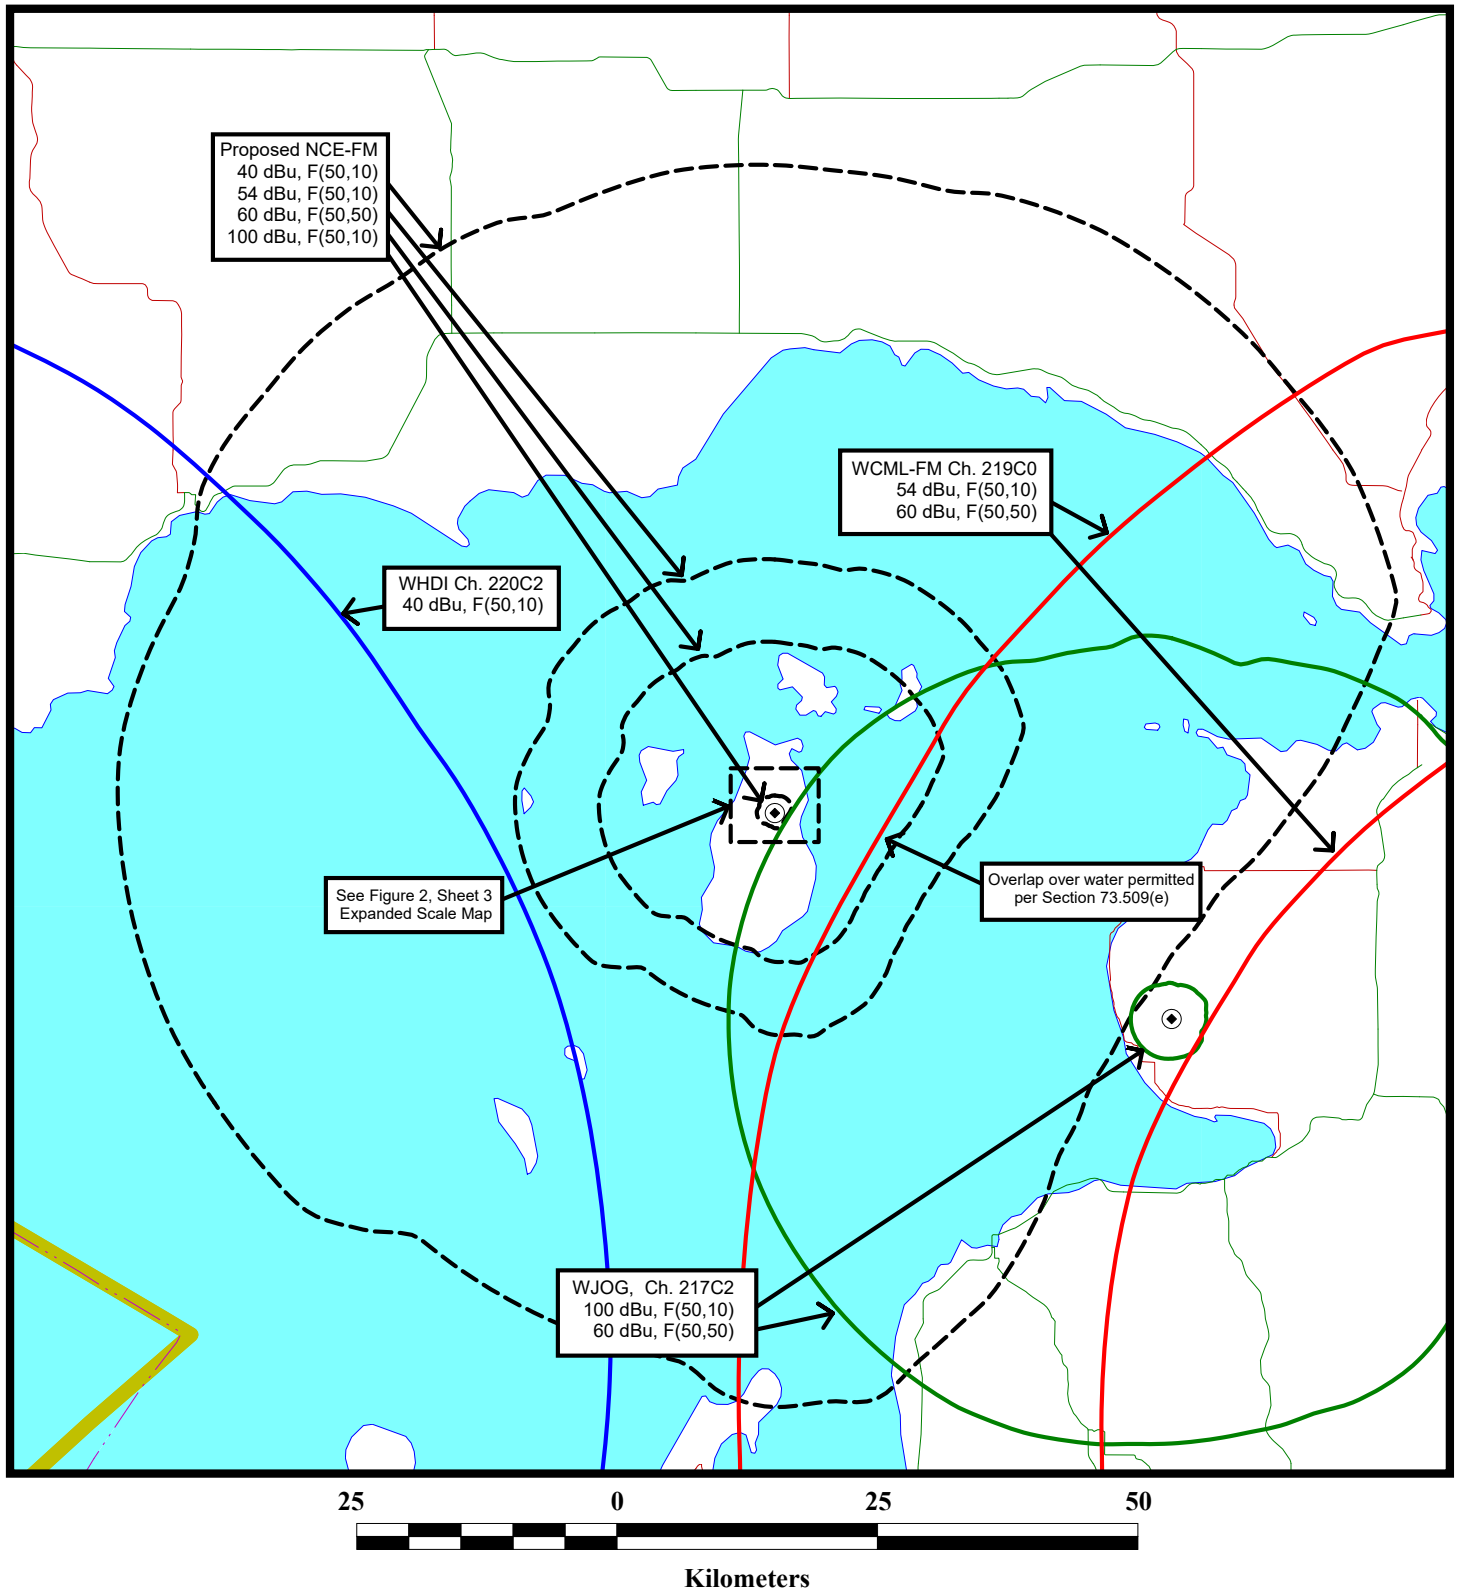 Proposed NCE-FM
40 dBu, F(50,10)
54 dBu, F(50,10)
60 dBu, F(50,50)
100 dBu, F(50,10)
WCML-FM Ch. 219C0
54 dBu, F(50,10)
60 dBu, F(50,50)
WHDI Ch. 220C2
40 dBu, F(50,10)
See Figure 2, Sheet 3
Expanded Scale Map
Overlap over water permitted
per Section 73.509(e)
WJOG, Ch. 217C2
100 dBu, F(50,10)
60 dBu, F(50,50)
25 0 25 50
Kilometers